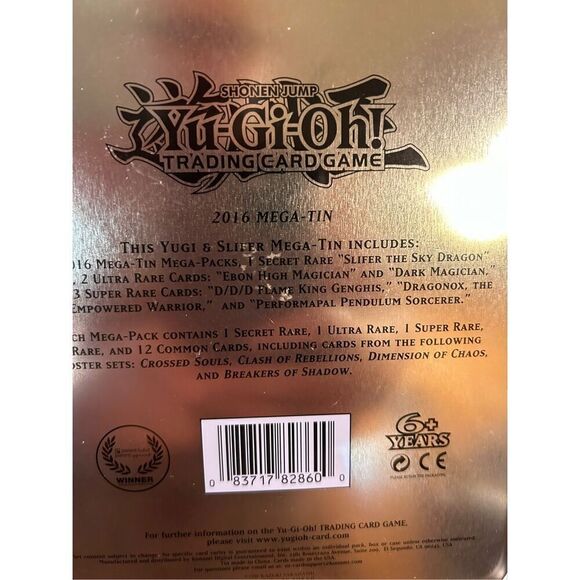 SHONEN JUMP
Yu-Gi-Oh!
TRADING CARD GAME
2016 MEGA-TIN
THIS YUGI & SLIFER MEGA-TIN INCLUDES:
016 MEGA-TIN MEGA-PACKS, 1 SECRET RARE "SLIFER THE SKY DRAGON"
, 2 ULTRA RARE CARDS: "EBON HIGH MAGICIAN" AND "DARK MAGICIAN,"
3 SUPER RARE CARDS: "D/D/D FLAME KING GENGHIS," "DRAGONOX, THE
EMPOWERED WARRIOR," AND "PERFORMAPAL PENDULUM SORCERER."
CH MEGA-PACK CONTAINS 1 SECRET RARE, 1 ULTRA RARE, 1 SUPER RARE,
RARE, AND 12 COMMON CARDS, INCLUDING CARDS FROM THE FOLLOWING
OSTER SETS: CROSSED SOULS, CLASH OF REBELLIONS, DIMENSION OF CHAOS,
AND BREAKERS OF SHADOW.
WINNER
0 83717 82860 0
6+
YEARS
CE
For further information on the Yu-Gi-Oh! TRADING CARD GAME,
please visit www.yugioh-card.com.